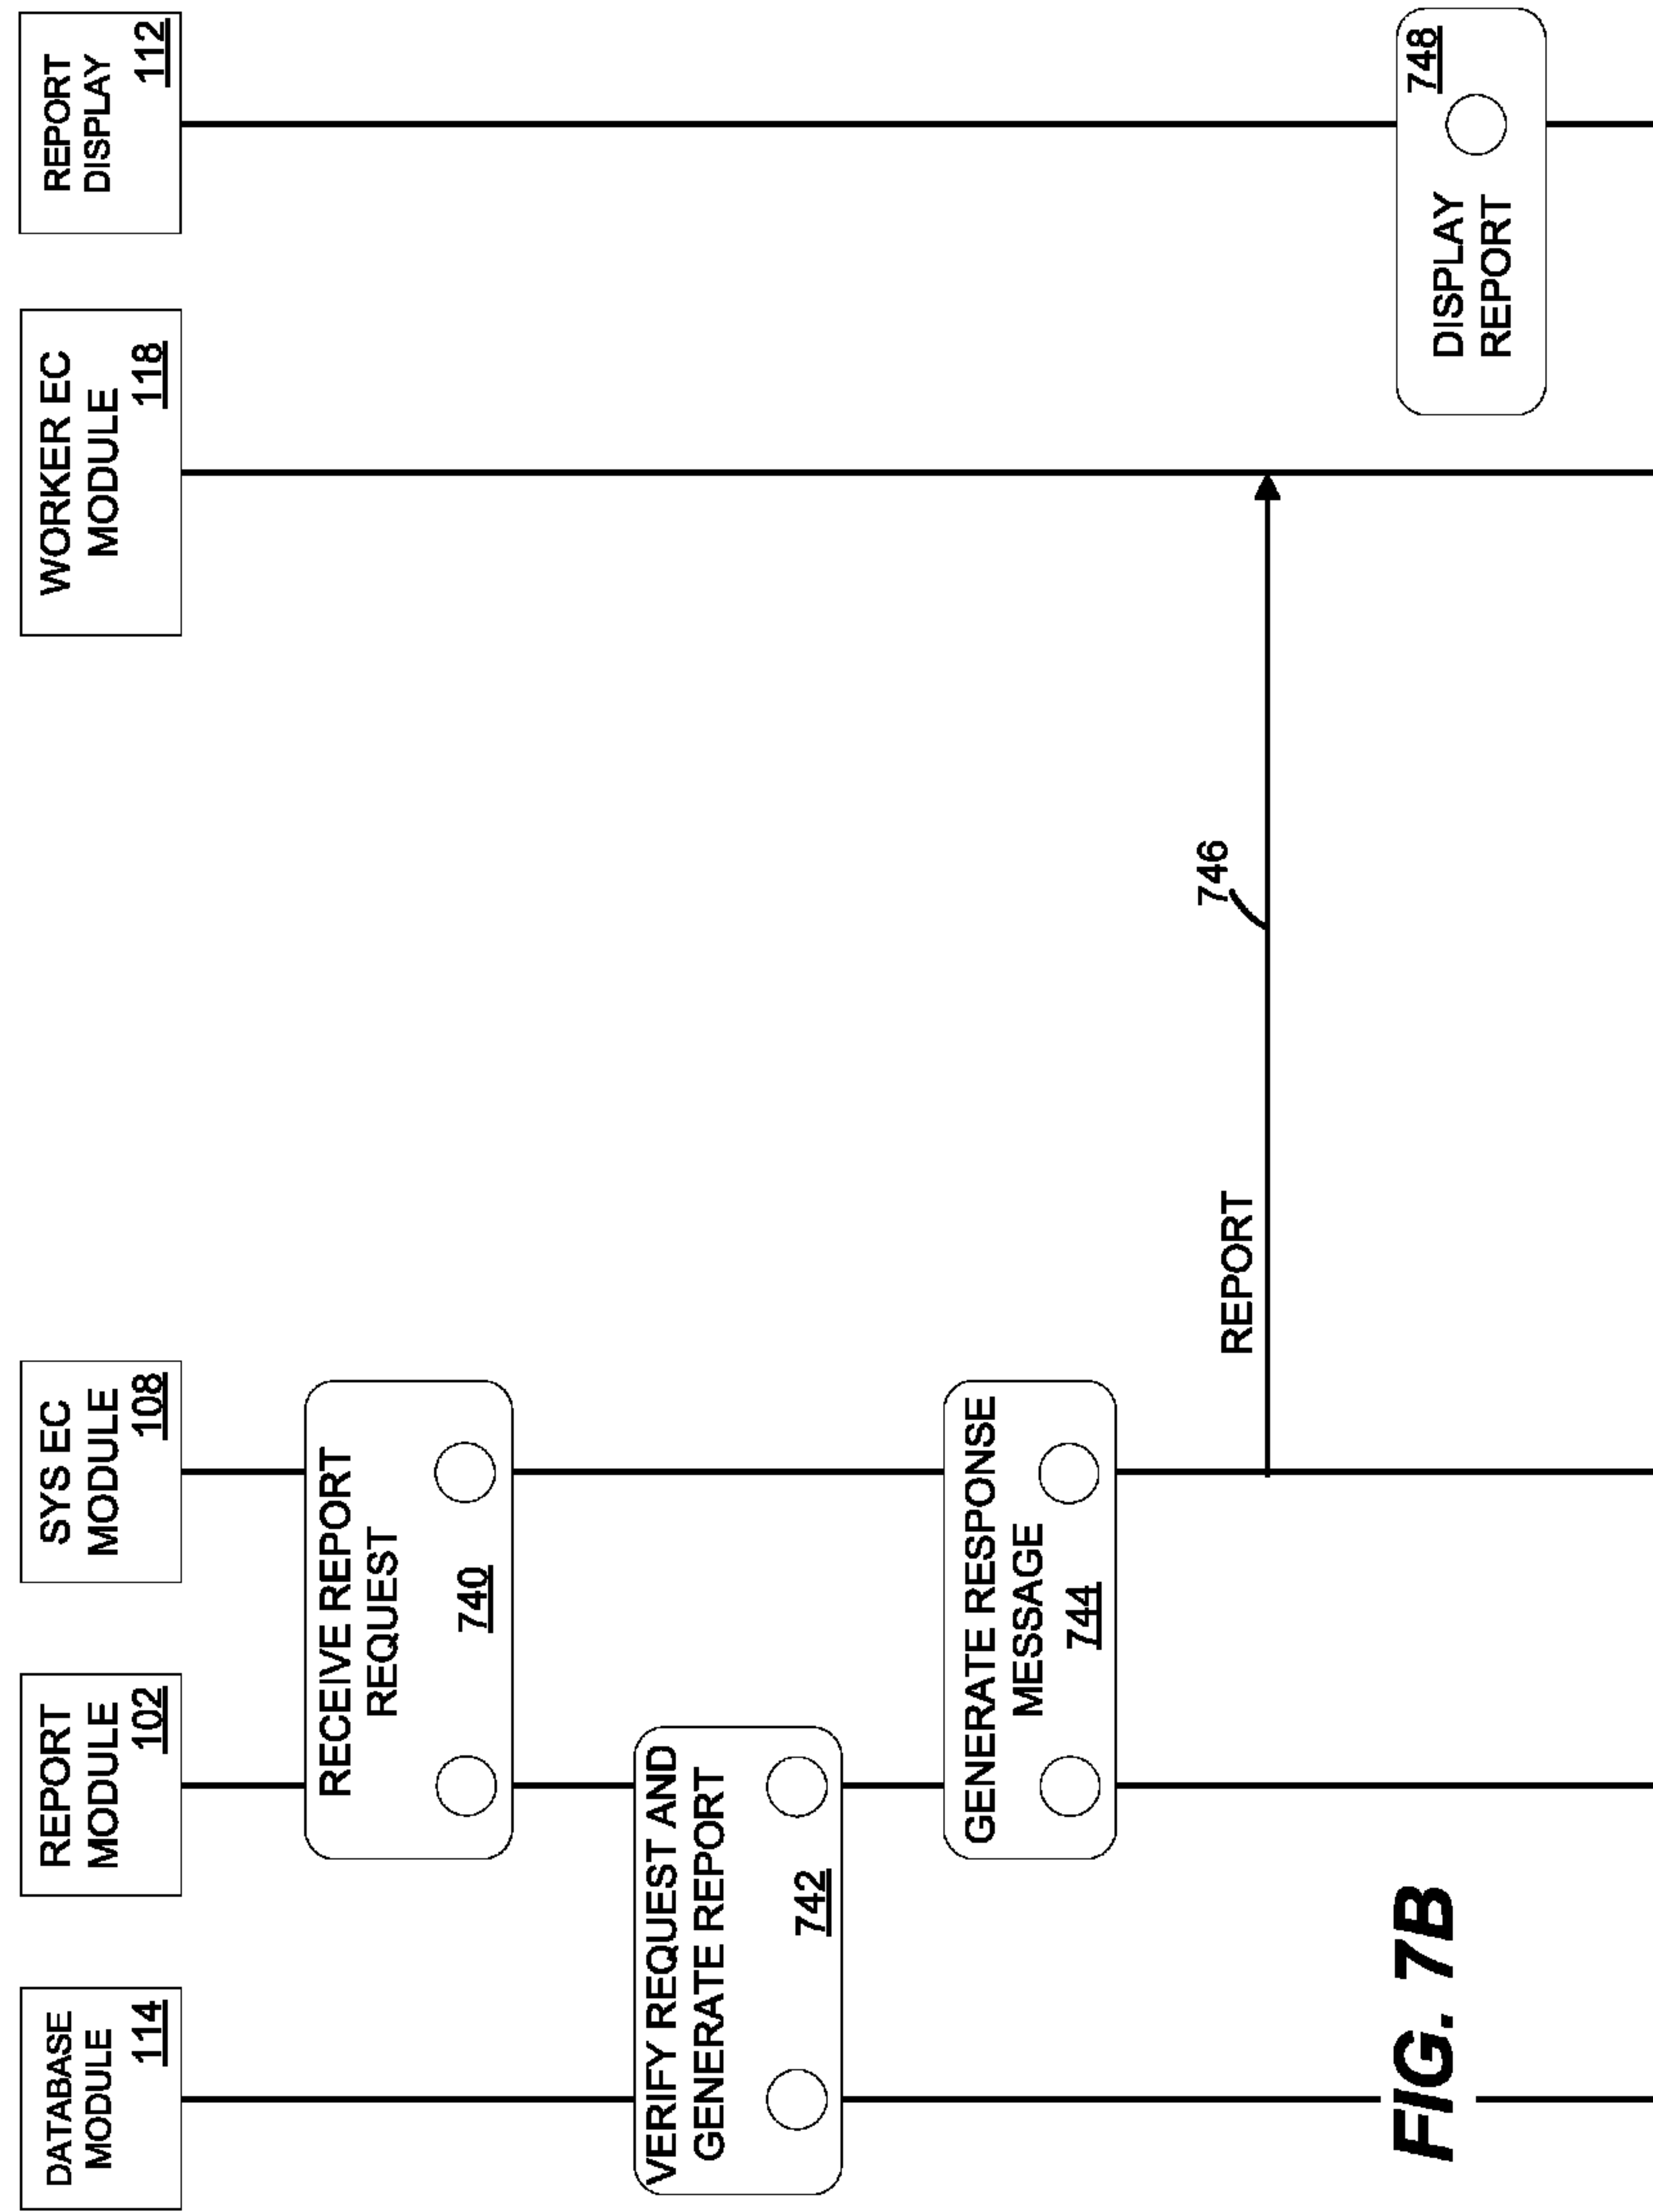 DATABASE
MODULE
114
REPORT
MODULE
102
SYS EC
MODULE
108
WORKER EC
MODULE
118
REPORT
DISPLAY
112
RECEIVE REPORT
REQUEST
740
VERIFY REQUEST AND
GENERATE REPORT
742
GENERATE RESPONSE
MESSAGE
744
REPORT
746
DISPLAY
REPORT
748
FIG. 7B